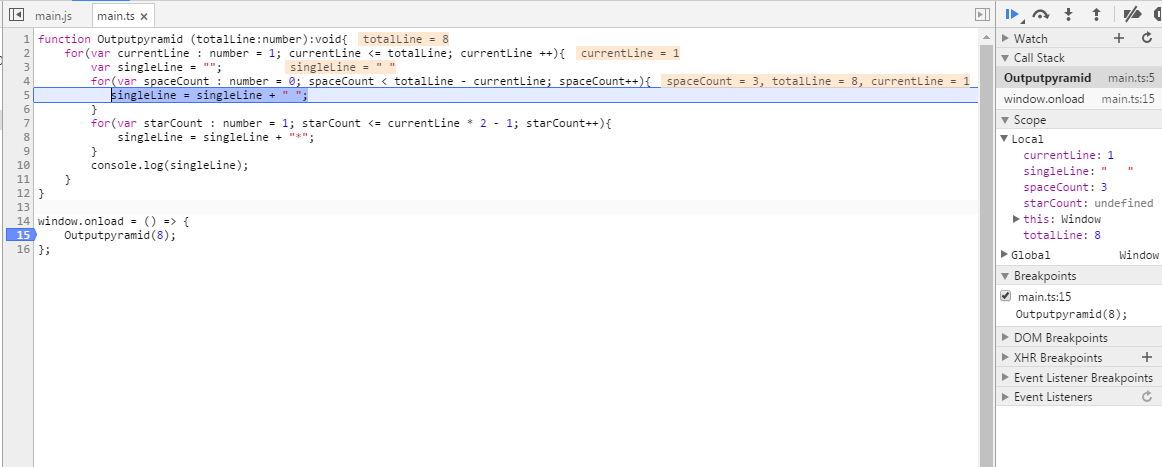 main.js
main.ts ×
1 function Outputpyramid (totalLine:number):void{ totalLine = 8
2 for(var currentLine : number = 1; currentLine <= totalLine; currentLine ++){ currentLine = 1
3 var singleLine = ""; singleLine = " "
4 for(var spaceCount : number = 0; spaceCount < totalLine - currentLine; spaceCount++){ spaceCount = 3, totalLine = 8, currentLine = 1
5 singleLine = singleLine + " ";
6 }
7 for(var starCount : number = 1; starCount <= currentLine * 2 - 1; starCount++){
8 singleLine = singleLine + "*";
9 }
10 console.log(singleLine);
11 }
12 }
13
14 window.onload = () => {
15 Outputpyramid(8);
16 };
Watch
Call Stack
Outputpyramid main.ts:5
window.onload main.ts:15
Scope
Local
currentLine: 1
singleLine: "   "
spaceCount: 3
starCount: undefined
this: Window
totalLine: 8
Global Window
Breakpoints
main.ts:15
Outputpyramid(8);
DOM Breakpoints
XHR Breakpoints
Event Listener Breakpoints
Event Listeners